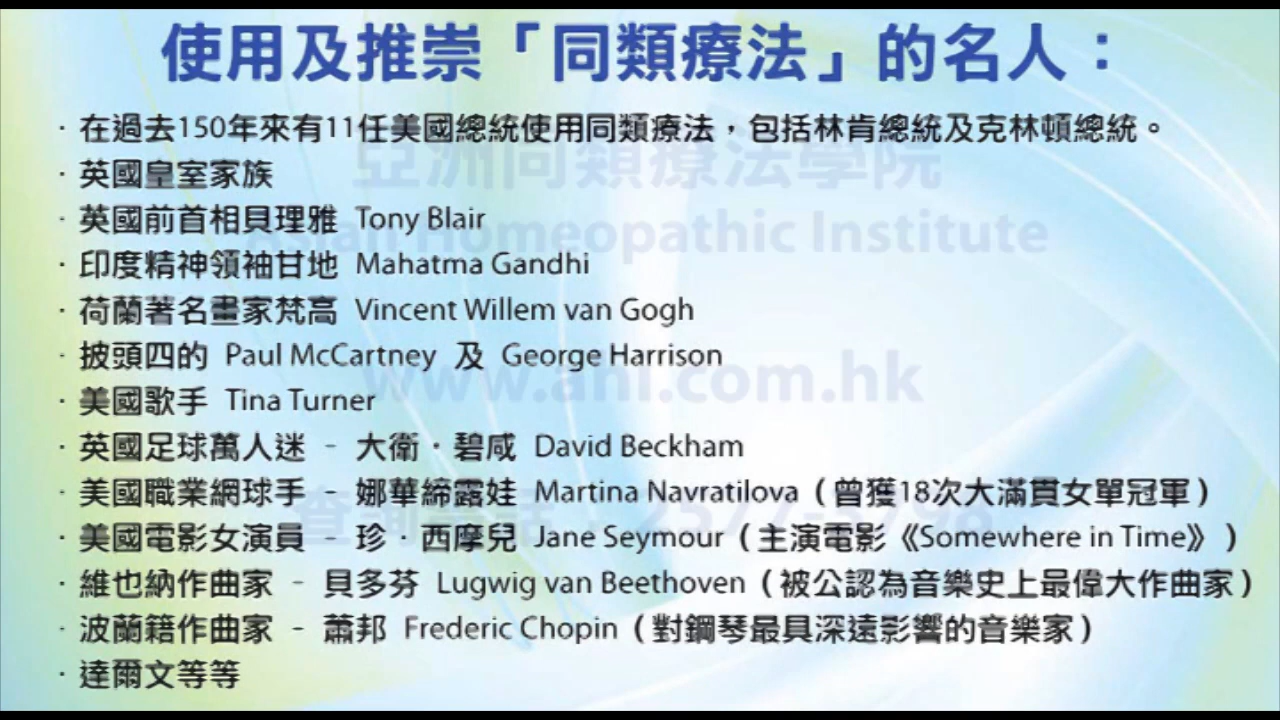 使用及推崇「同類療法」的名人：
· 在過去150年來有11任美國總統使用同類療法，包括林肯總統及克林頓總統。
亞洲同類療法學院
· 英國皇室家族
· 英國前首相貝理雅 Tony Blair
Asian Homeopathic Institute
· 印度精神領袖甘地 Mahatma Gandhi
· 荷蘭著名畫家梵高 Vincent Willem van Gogh
· 披頭四的 Paul McCartney 及 George Harrison
www.ahi.com.hk
· 美國歌手 Tina Turner
· 英國足球萬人迷 – 大衛·碧咸 David Beckham
· 美國職業網球手 – 娜華締露娃 Martina Navratilova（曾獲18次大滿貫女單冠軍）
· 美國電影女演員 – 珍·西摩兒 Jane Seymour（主演電影《Somewhere in Time》）
· 維也納作曲家 – 貝多芬 Lugwig van Beethoven（被公認為音樂史上最偉大作曲家）
· 波蘭籍作曲家 – 蕭邦 Frederic Chopin（對鋼琴最具深遠影響的音樂家）
· 達爾文等等